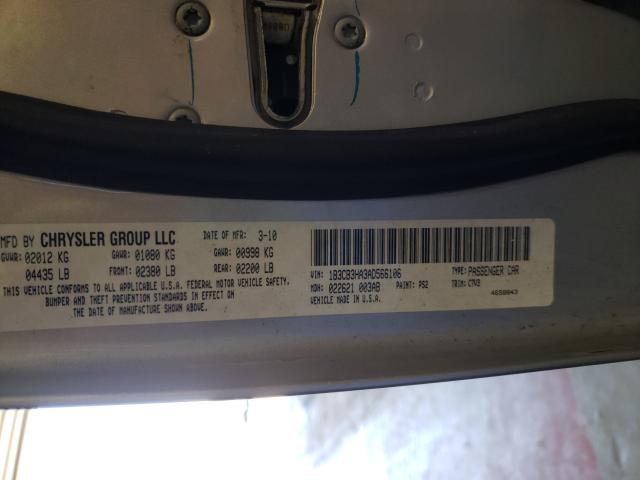 MFD BY CHRYSLER GROUP LLC DATE OF MFR: 3-10
GVWR: 02012 KG GAWR: 01080 KG GAWR: 00998 KG
04435 LB FRONT: 02380 LB REAR: 02200 LB
THIS VEHICLE CONFORMS TO ALL APPLICABLE U.S.A. FEDERAL MOTOR VEHICLE SAFETY,
BUMPER AND THEFT PREVENTION STANDARDS IN EFFECT ON
THE DATE OF MANUFACTURE SHOWN ABOVE.
VIN: 1B3CB3HA3AD566106 TYPE: PASSENGER CAR
MDH: 022621 003AB PAINT: PS2 TRIM: C7V3
VEHICLE MADE IN U.S.A. 4658843